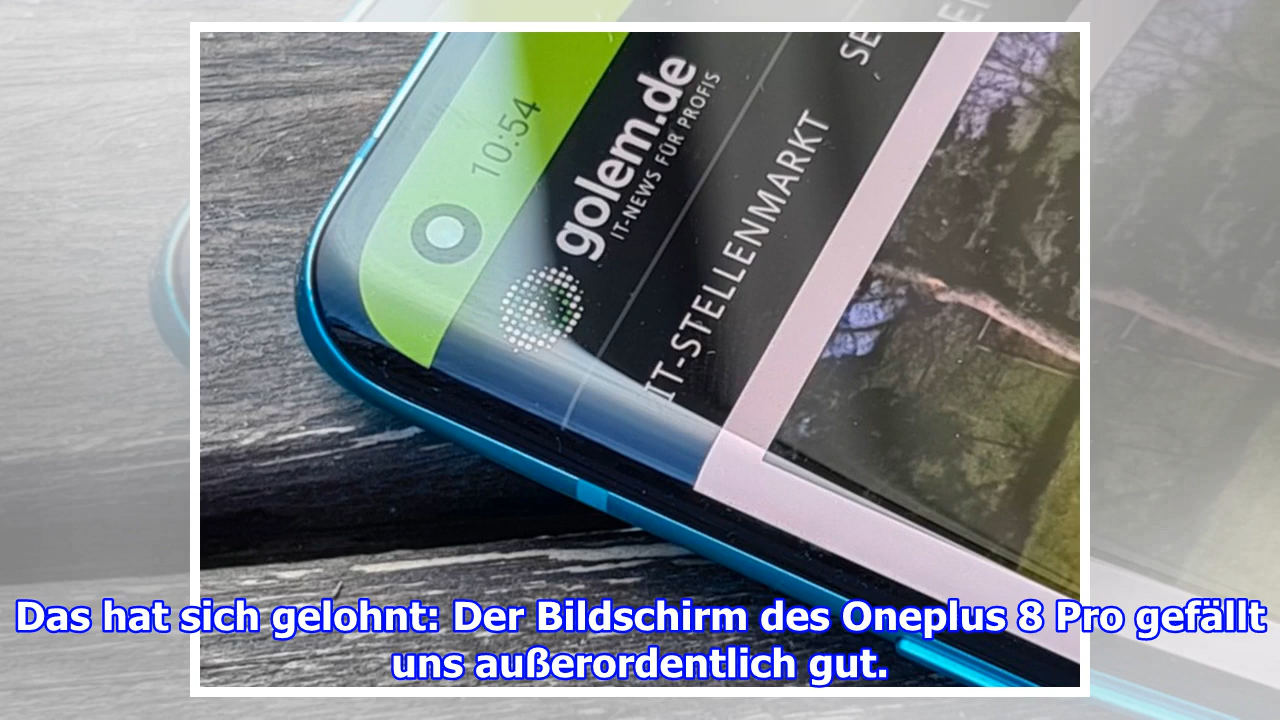 10:54
golem.de
IT-NEWS FÜR PROFIS
IT-STELLENMARKT
Das hat sich gelohnt: Der Bildschirm des Oneplus 8 Pro gefällt
uns außerordentlich gut.